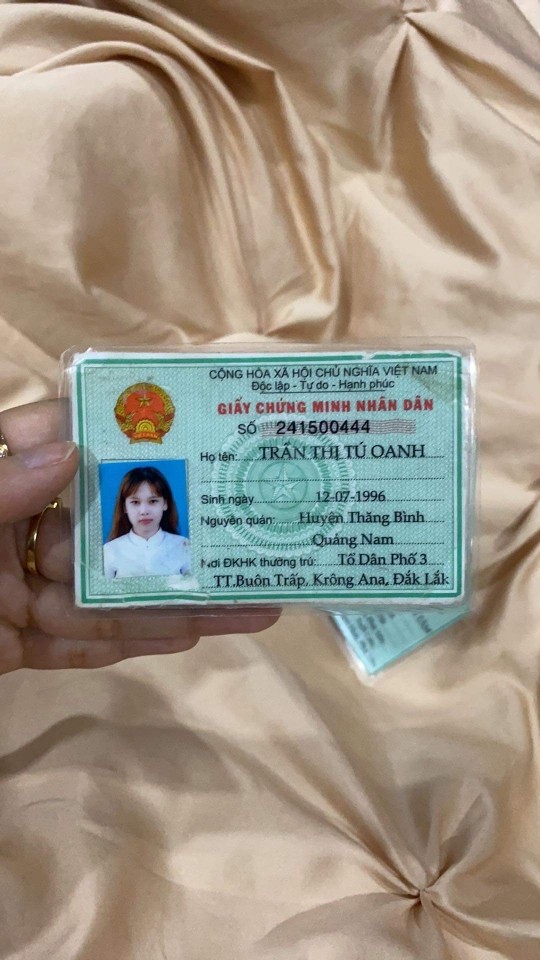 CỘNG HÒA XÃ HỘI CHỦ NGHĨA VIỆT NAM
Độc lập - Tự do - Hạnh phúc
GIẤY CHỨNG MINH NHÂN DÂN
SỐ 241500444
Họ tên: TRẦN THỊ TÚ OANH
Sinh ngày 12-07-1996
Nguyên quán: Huyện Thăng Bình
Quảng Nam
Nơi ĐKHK thường trú: Tổ Dân Phố 3
TT.Buôn Trấp, Krông Ana, Đắk Lắk